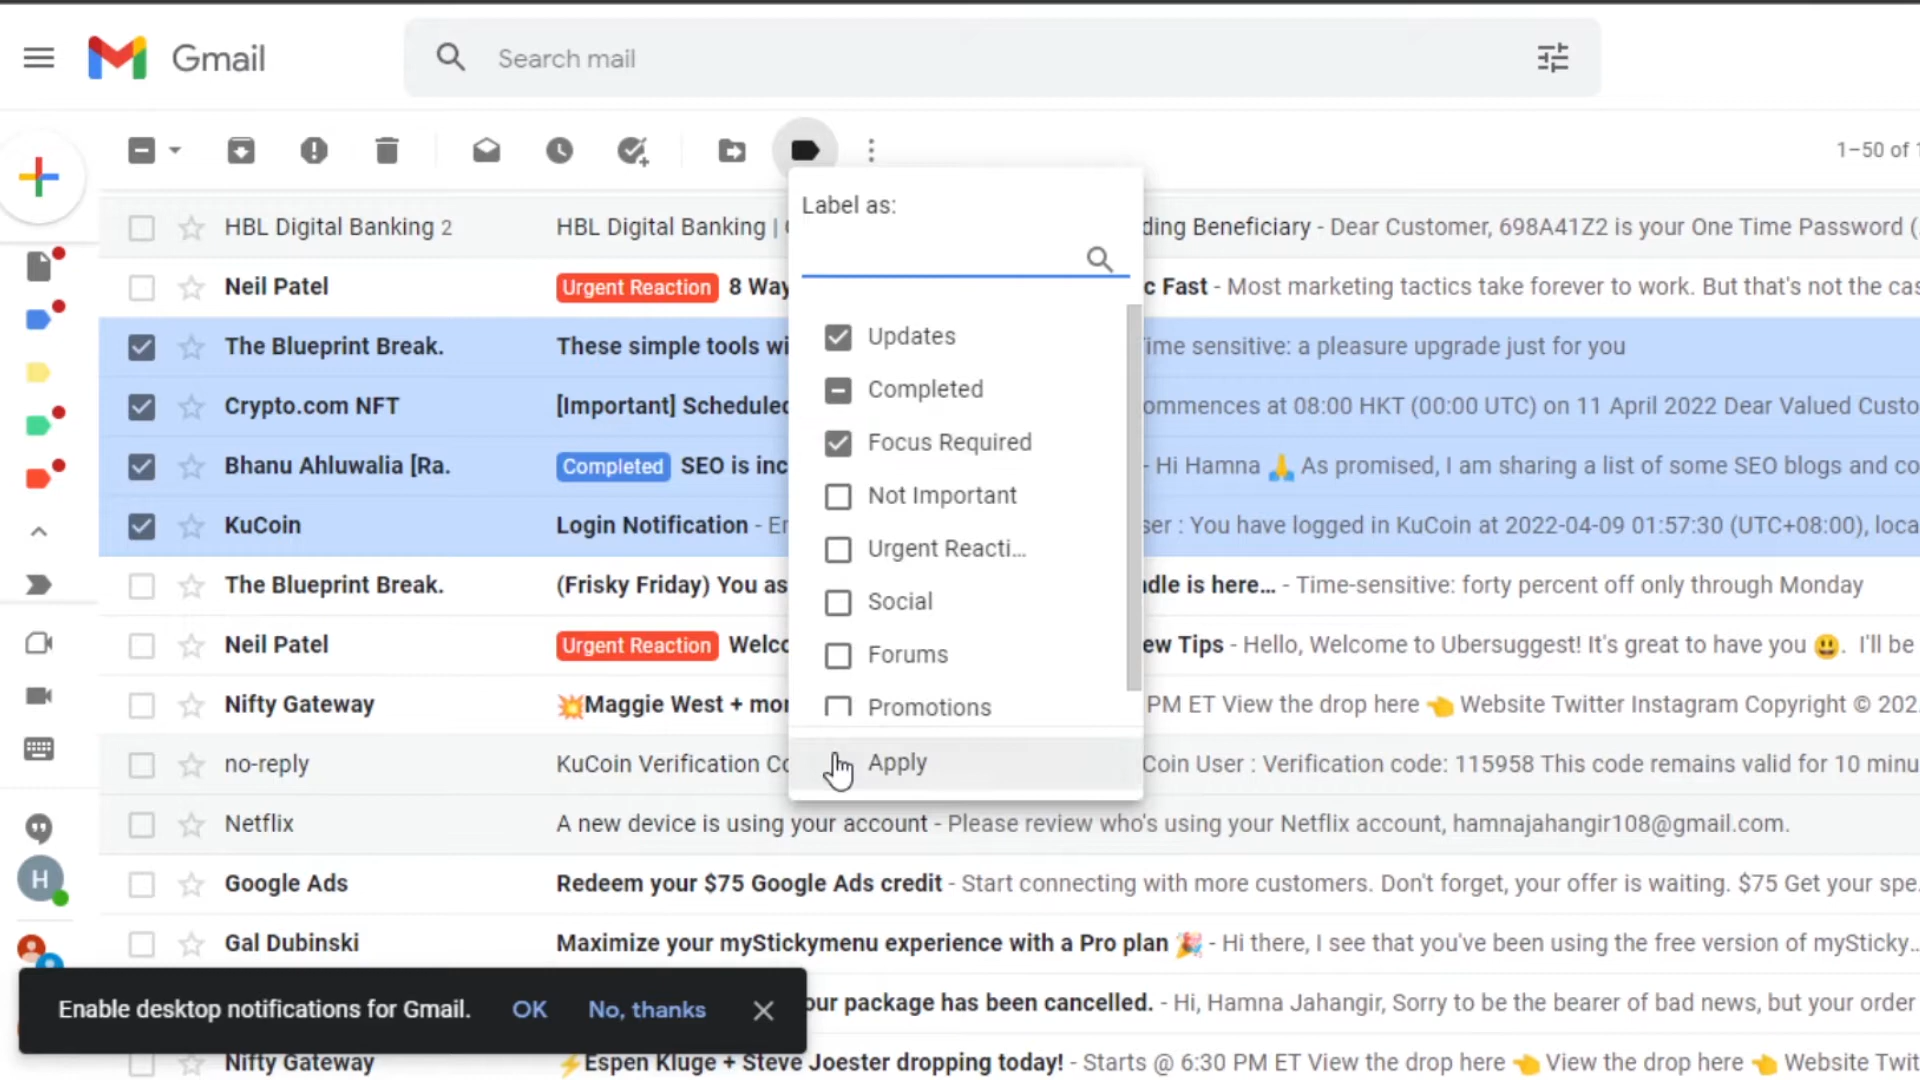 Gmail
Search mail
1–50 of
Label as:
HBL Digital Banking 2 HBL Digital Banking | ding Beneficiary - Dear Customer, 698A41Z2 is your One Time Password (
Neil Patel Urgent Reaction 8 Way c Fast - Most marketing tactics take forever to work. But that's not the cas
Updates
The Blueprint Break. These simple tools wi ime sensitive: a pleasure upgrade just for you
Completed
Crypto.com NFT [Important] Scheduled ommences at 08:00 HKT (00:00 UTC) on 11 April 2022 Dear Valued Custo
Focus Required
Bhanu Ahluwalia [Ra. Completed SEO is inc - Hi Hamna 🙏 As promised, I am sharing a list of some SEO blogs and co
Not Important
KuCoin Login Notification - En ser : You have logged in KuCoin at 2022-04-09 01:57:30 (UTC+08:00), loca
Urgent Reacti...
The Blueprint Break. (Frisky Friday) You as ndle is here... - Time-sensitive: forty percent off only through Monday
Social
Neil Patel Urgent Reaction Welco ew Tips - Hello, Welcome to Ubersuggest! It's great to have you 😃. I'll be
Forums
Nifty Gateway 💥Maggie West + mor PM ET View the drop here 👈 Website Twitter Instagram Copyright © 202
Promotions
no-reply KuCoin Verification Co Coin User : Verification code: 115958 This code remains valid for 10 minu
Apply
Netflix A new device is using your account - Please review who's using your Netflix account, hamnajahangir108@gmail.com.
Google Ads Redeem your $75 Google Ads credit - Start connecting with more customers. Don't forget, your offer is waiting. $75 Get your spe.
Gal Dubinski Maximize your myStickymenu experience with a Pro plan 🎉 - Hi there, I see that you've been using the free version of mySticky...
H
our package has been cancelled. - Hi, Hamna Jahangir, Sorry to be the bearer of bad news, but your order
Enable desktop notifications for Gmail. OK No, thanks
Nifty Gateway ⚡Espen Kluge + Steve Joester dropping today! - Starts @ 6:30 PM ET View the drop here 👈 View the drop here 👈 Website Twit